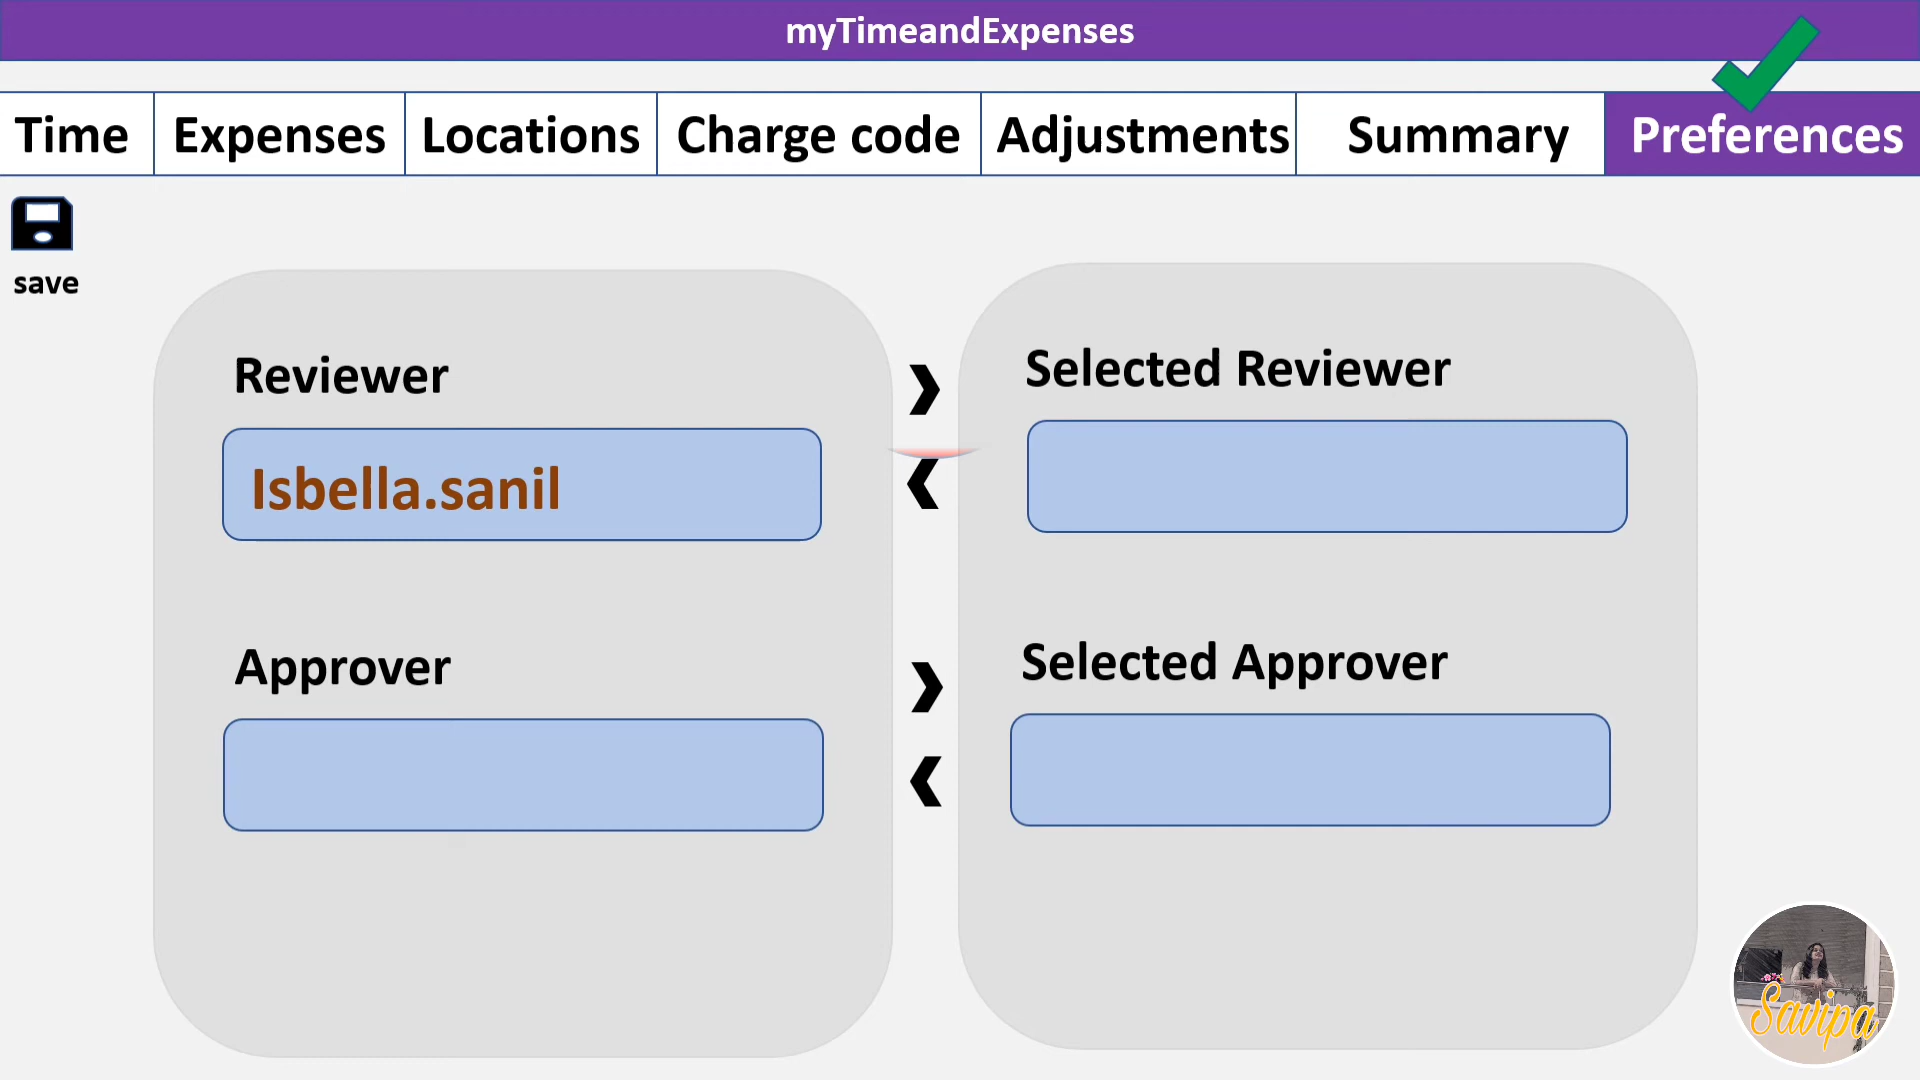 myTimeandExpenses
Time Expenses Locations Charge code Adjustments Summary Preferences
save
Reviewer
Selected Reviewer
Isbella.sanil
Approver
Selected Approver
Savipa